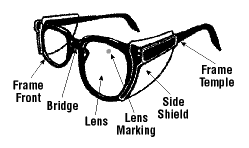 Frame
Front
Bridge
Lens
Lens
Marking
Side
Shield
Frame
Temple